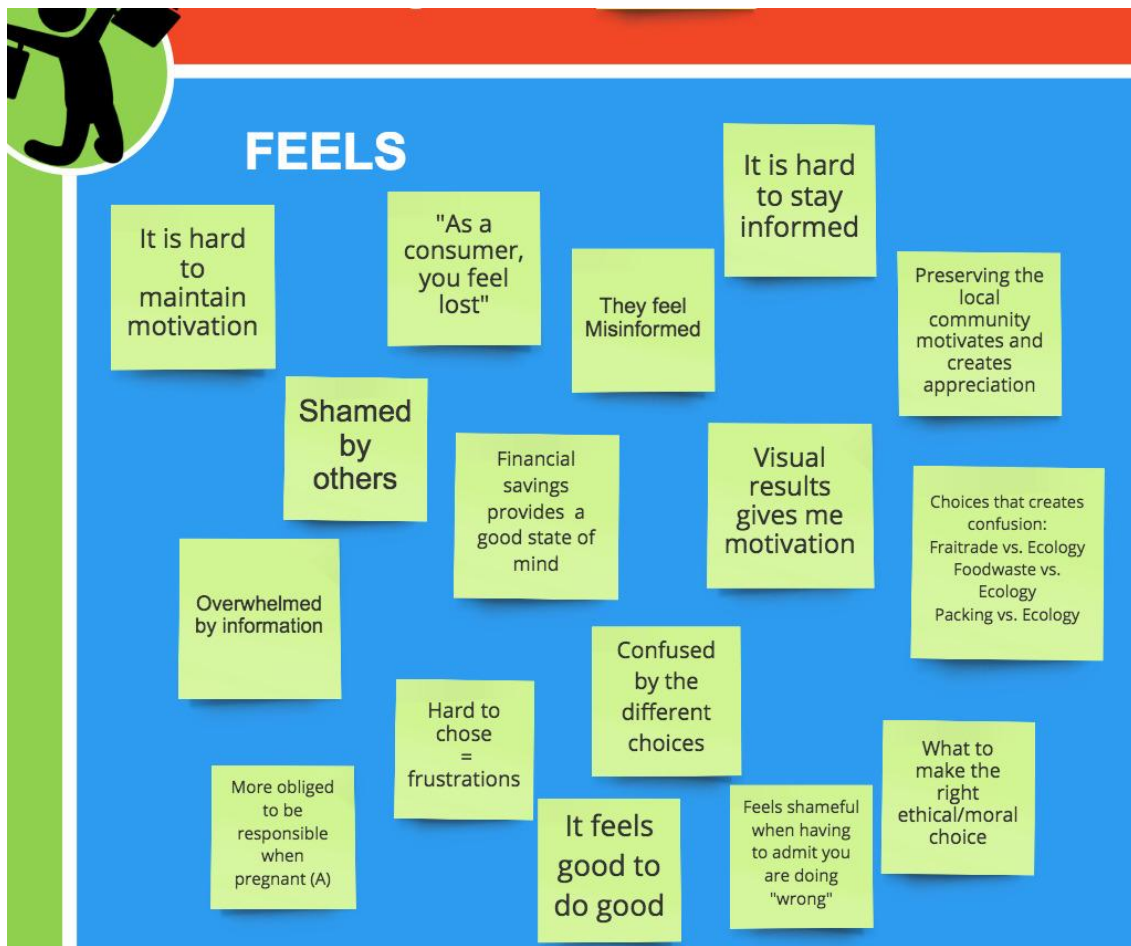 FEELS
It is hard
to
maintain
motivation
"As a
consumer,
you feel
lost"
They feel
Misinformed
It is hard
to stay
informed
Preserving the
local
community
motivates and
creates
appreciation
Shamed
by
others
Financial
savings
provides a
good state of
mind
Visual
results
gives me
motivation
Choices that creates
confusion:
Fraitrade vs. Ecology
Foodwaste vs.
Ecology
Packing vs. Ecology
Overwhelmed
by information
Confused
by the
different
choices
Hard to
chose
=
frustrations
What to
make the
right
ethical/moral
choice
More obliged
to be
responsible
when
pregnant (A)
It feels
good to
do good
Feels shameful
when having
to admit you
are doing
"wrong"